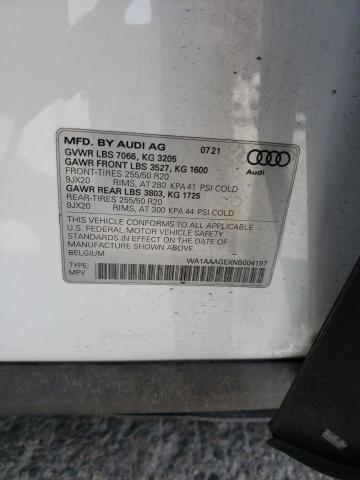 MFD. BY AUDI AG 07.21
GVWR LBS 7066, KG 3205
GAWR FRONT LBS 3527, KG 1600
FRONT-TIRES 255/50 R20
9JX20 RIMS, AT 280 KPA 41 PSI COLD
GAWR REAR LBS 3803, KG 1725
REAR-TIRES 255/50 R20
9JX20 RIMS, AT 300 KPA 44 PSI COLD
THIS VEHICLE CONFORMS TO ALL APPLICABLE
U.S. FEDERAL MOTOR VEHICLE SAFETY
STANDARDS IN EFFECT ON THE DATE OF
MANUFACTURE SHOWN ABOVE.
BELGIUM
TYPE: WA1AAAGEXNB004197
MPV
Audi